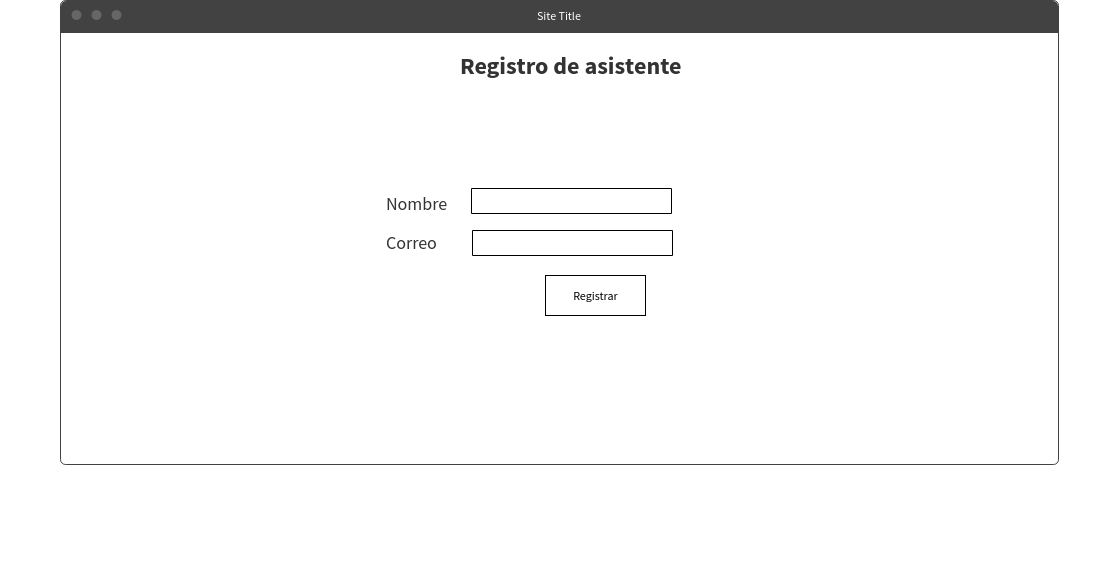 Site Title
Registro de asistente
Nombre
Correo
Registrar